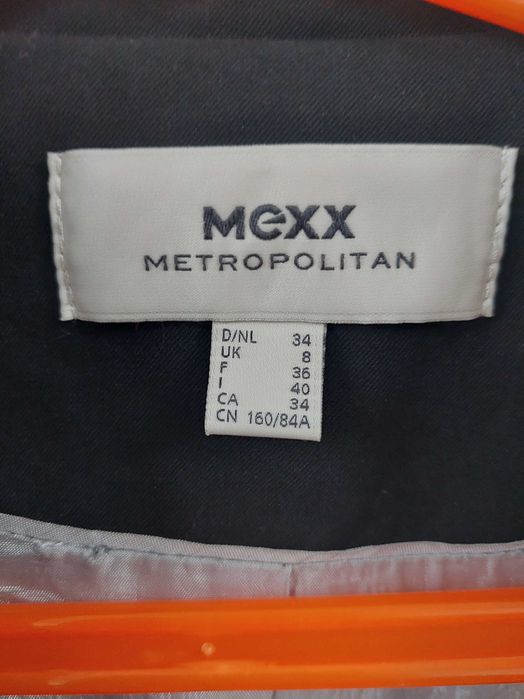 Mexx
METROPOLITAN
D/NL 34
UK 8
F 36
I 40
CA 34
CN 160/84A